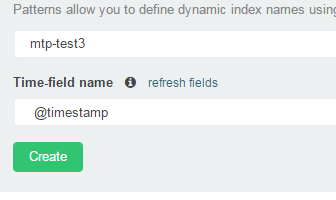 Patterns allow you to define dynamic index names using
mtp-test3
Time-field name refresh fields
@timestamp
Create